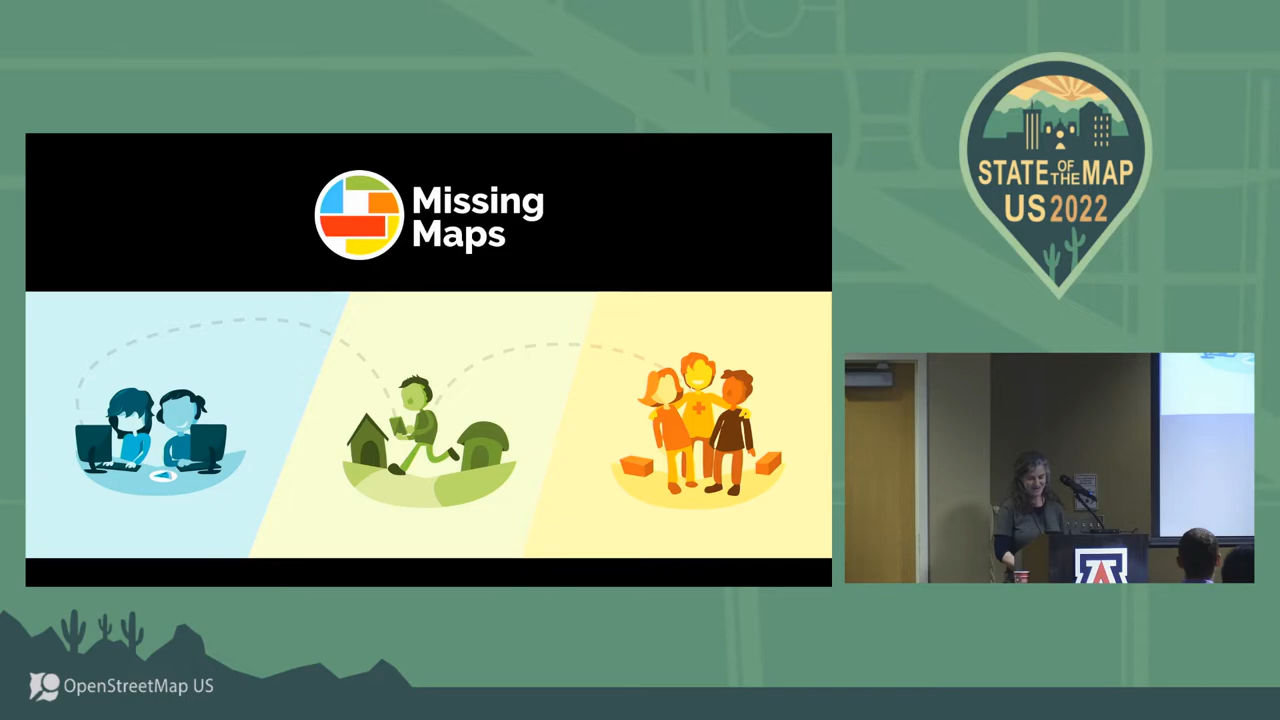 Missing
Maps
STATE OF THE MAP
US 2022
A
OpenStreetMap US